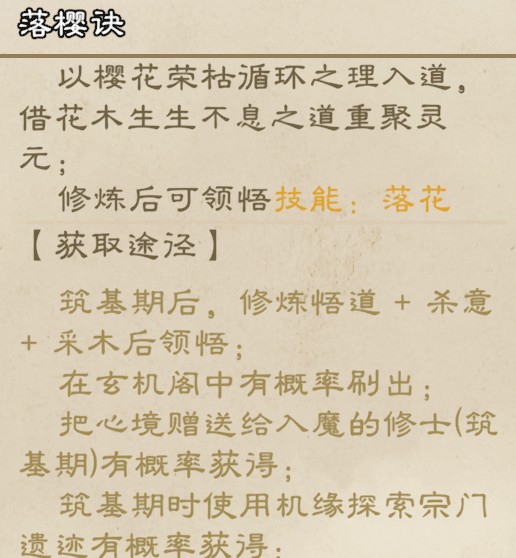 落樱诀
以樱花荣枯循环之理入道，
借花木生生不息之道重聚灵
元；
修炼后可领悟技能：落花
【获取途径】
筑基期后，修炼悟道 + 杀意
+ 采木后领悟；
在玄机阁中有概率刷出；
把心境赠送给入魔的修士(筑
基期)有概率获得；
筑基期时使用机缘探索宗门
遗迹有概率获得；